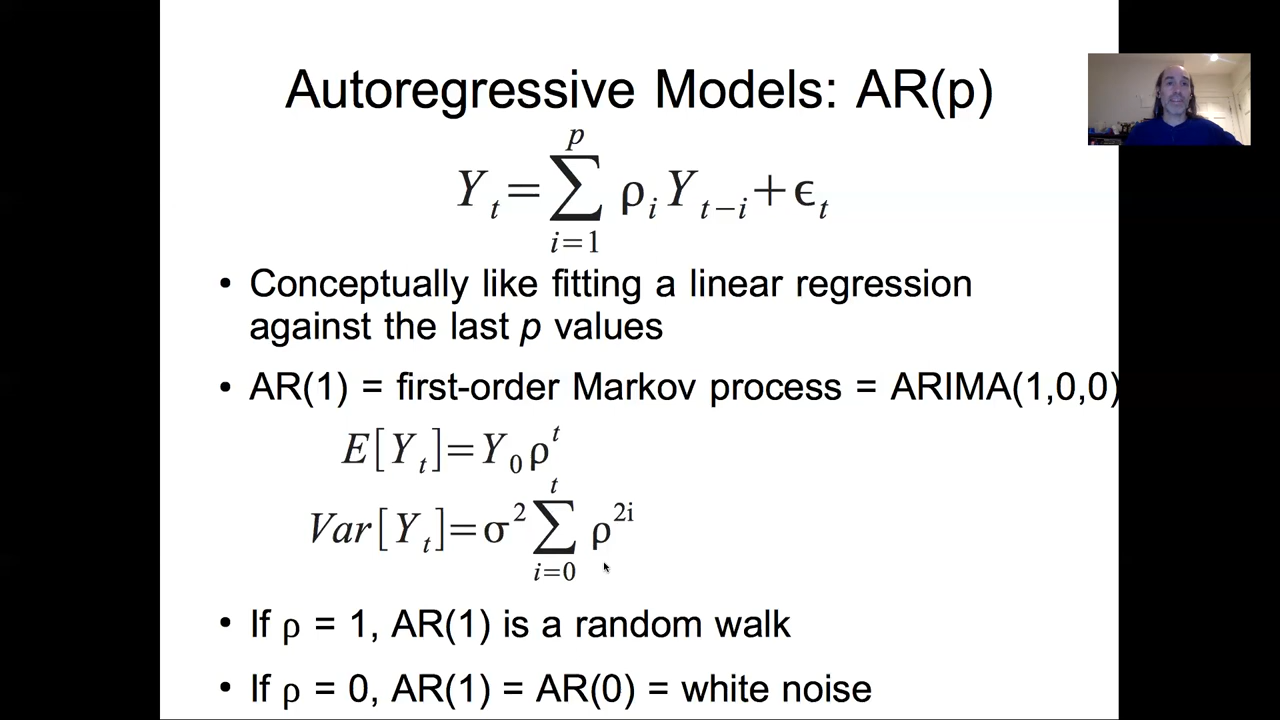 Autoregressive Models: AR(p)
Y_t = ∑_{i=1}^{p} ρ_i Y_{t−i} + ϵ_t
• Conceptually like fitting a linear regression
against the last p values
• AR(1) = first-order Markov process = ARIMA(1,0,0)
E[Y_t] = Y_0 ρ^t
Var[Y_t] = σ^2 ∑_{i=0}^{t} ρ^{2i}
• If ρ = 1, AR(1) is a random walk
• If ρ = 0, AR(1) = AR(0) = white noise